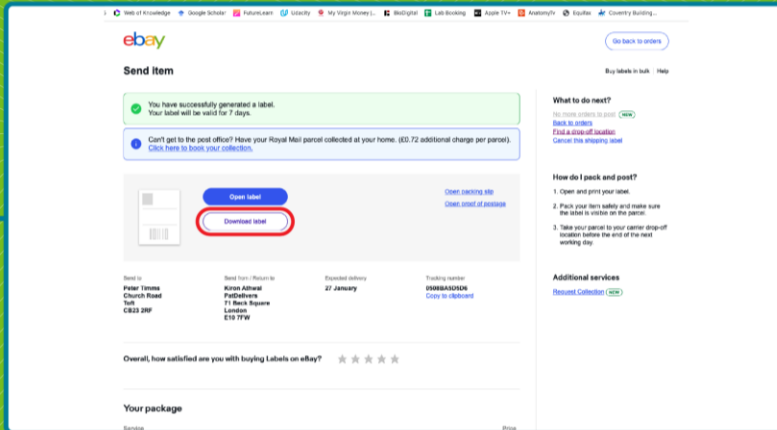 Web of Knowledge Google Scholar FutureLearn Udacity My Virgin Money |... BioDigital Lab Booking Apple TV+ AnatomyTV Equitas Coventry Building...
ebay
Go back to orders
Send item
Buy labels in bulk | Help
You have successfully generated a label.
Your label will be valid for 7 days.
Can't get to the post office? Have your Royal Mail parcel collected at your home. (£0.72 additional charge per parcel).
Click here to book your collection.
Open label
Download label
Open packing slip
Open proof of postage
Send to
Peter Timms
Church Road
Toft
CB23 2RF
Send from / Return to
Kiron Athwal
PatDelivers
71 Beck Square
London
E10 7FW
Expected delivery
27 January
Tracking number
Copy to clipboard
Overall, how satisfied are you with buying Labels on eBay?
Your package
Service
Price
What to do next?
No more orders to post NEW
Back to orders
Find a drop-off location
Cancel this shipping label
How do I pack and post?
1. Open and print your label.
2. Pack your item safely and make sure
the label is visible on the parcel.
3. Take your parcel to your carrier drop-off
location before the end of the next
working day.
Additional services
Request Collection NEW